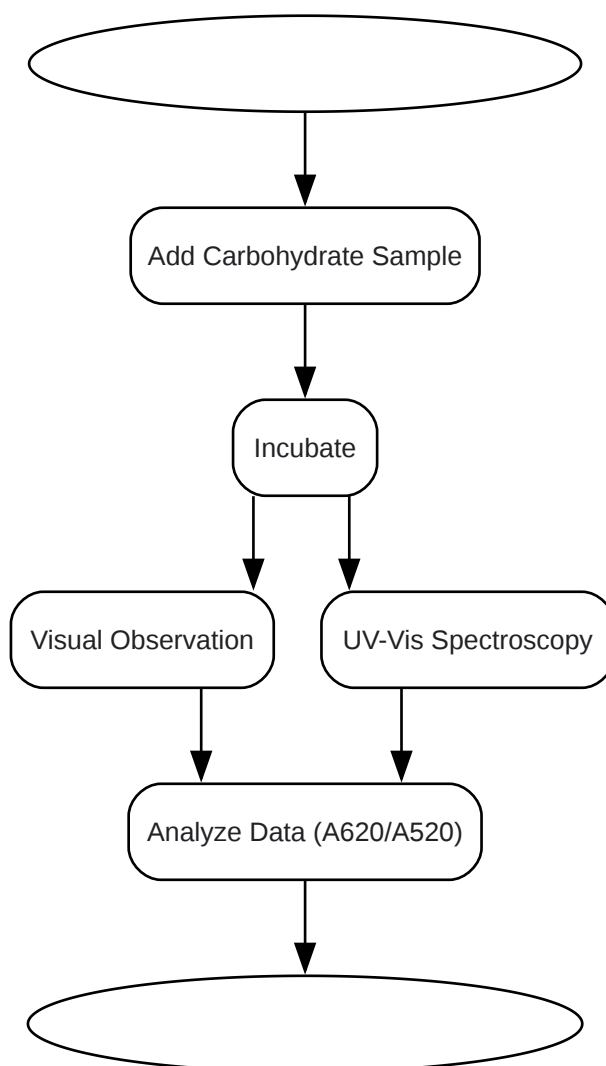 Add Carbohydrate Sample
Incubate
Visual Observation
UV-Vis Spectroscopy
Analyze Data (A620/A520)